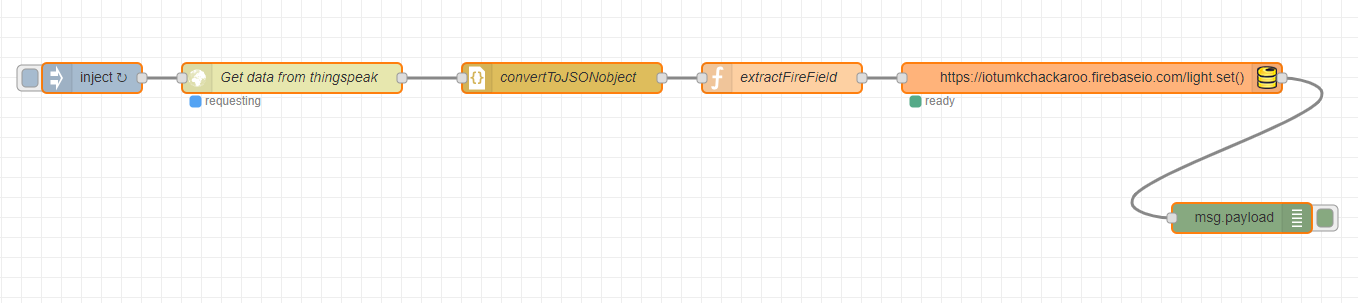 inject ↻
Get data from thingspeak
convertToJSONobject
extractFireField
https://iotumkchackaroo.firebaseio.com/light.set()
requesting
ready
msg.payload